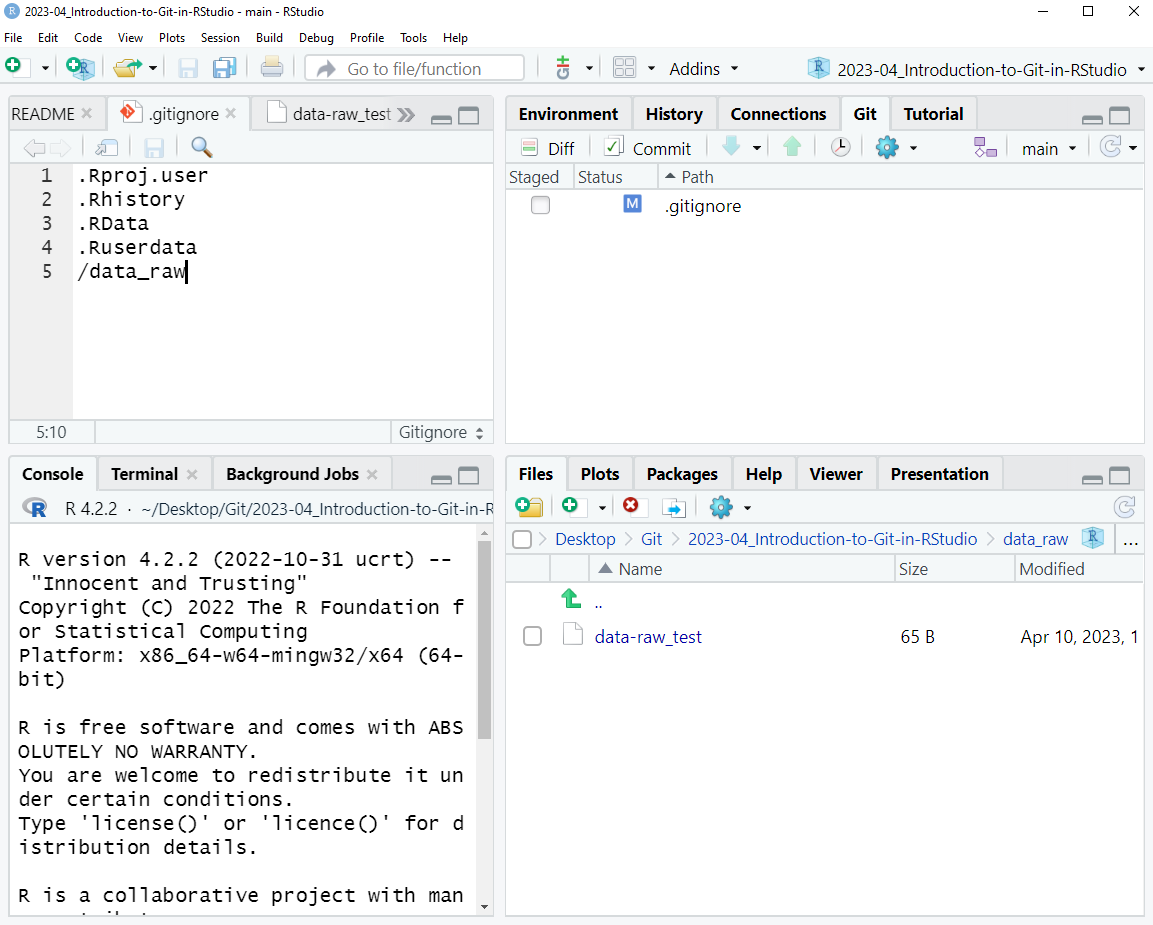 2023-04_Introduction-to-Git-in-RStudio - main - RStudio
File Edit Code View Plots Session Build Debug Profile Tools Help
Go to file/function Addins 2023-04_Introduction-to-Git-in-RStudio
README .gitignore data-raw_test
1 .Rproj.user
2 .Rhistory
3 .RData
4 .Ruserdata
5 /data_raw
5:10 Gitignore
Environment History Connections Git Tutorial
Diff Commit main
Staged Status Path
M .gitignore
Console Terminal Background Jobs
R 4.2.2 · ~/Desktop/Git/2023-04_Introduction-to-Git-in-R
R version 4.2.2 (2022-10-31 ucrt) --
"Innocent and Trusting"
Copyright (C) 2022 The R Foundation f
or Statistical Computing
Platform: x86_64-w64-mingw32/x64 (64-
bit)
R is free software and comes with ABS
OLUTELY NO WARRANTY.
You are welcome to redistribute it un
der certain conditions.
Type 'license()' or 'licence()' for d
istribution details.
R is a collaborative project with man
Files Plots Packages Help Viewer Presentation
Desktop Git 2023-04_Introduction-to-Git-in-RStudio data_raw ...
Name Size Modified
..
data-raw_test 65 B Apr 10, 2023, 1